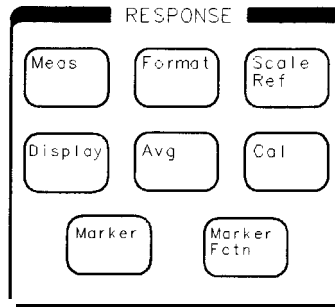 RESPONSE
Meas
Format
Scale
Ref
Display
Avg
Cal
Marker
Marker
Fctn